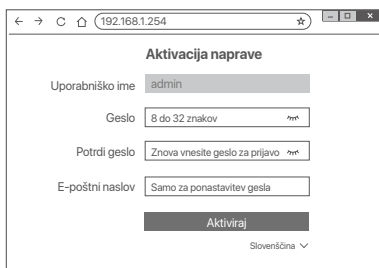 192.168.1.254
Aktivacija naprave
Uporabniško ime admin
Geslo 8 do 32 znakov
Potrdi geslo Znova vnesite geslo za prijavo
E-poštni naslov Samo za ponastavitev gesla
Aktiviraj
Slovenščina